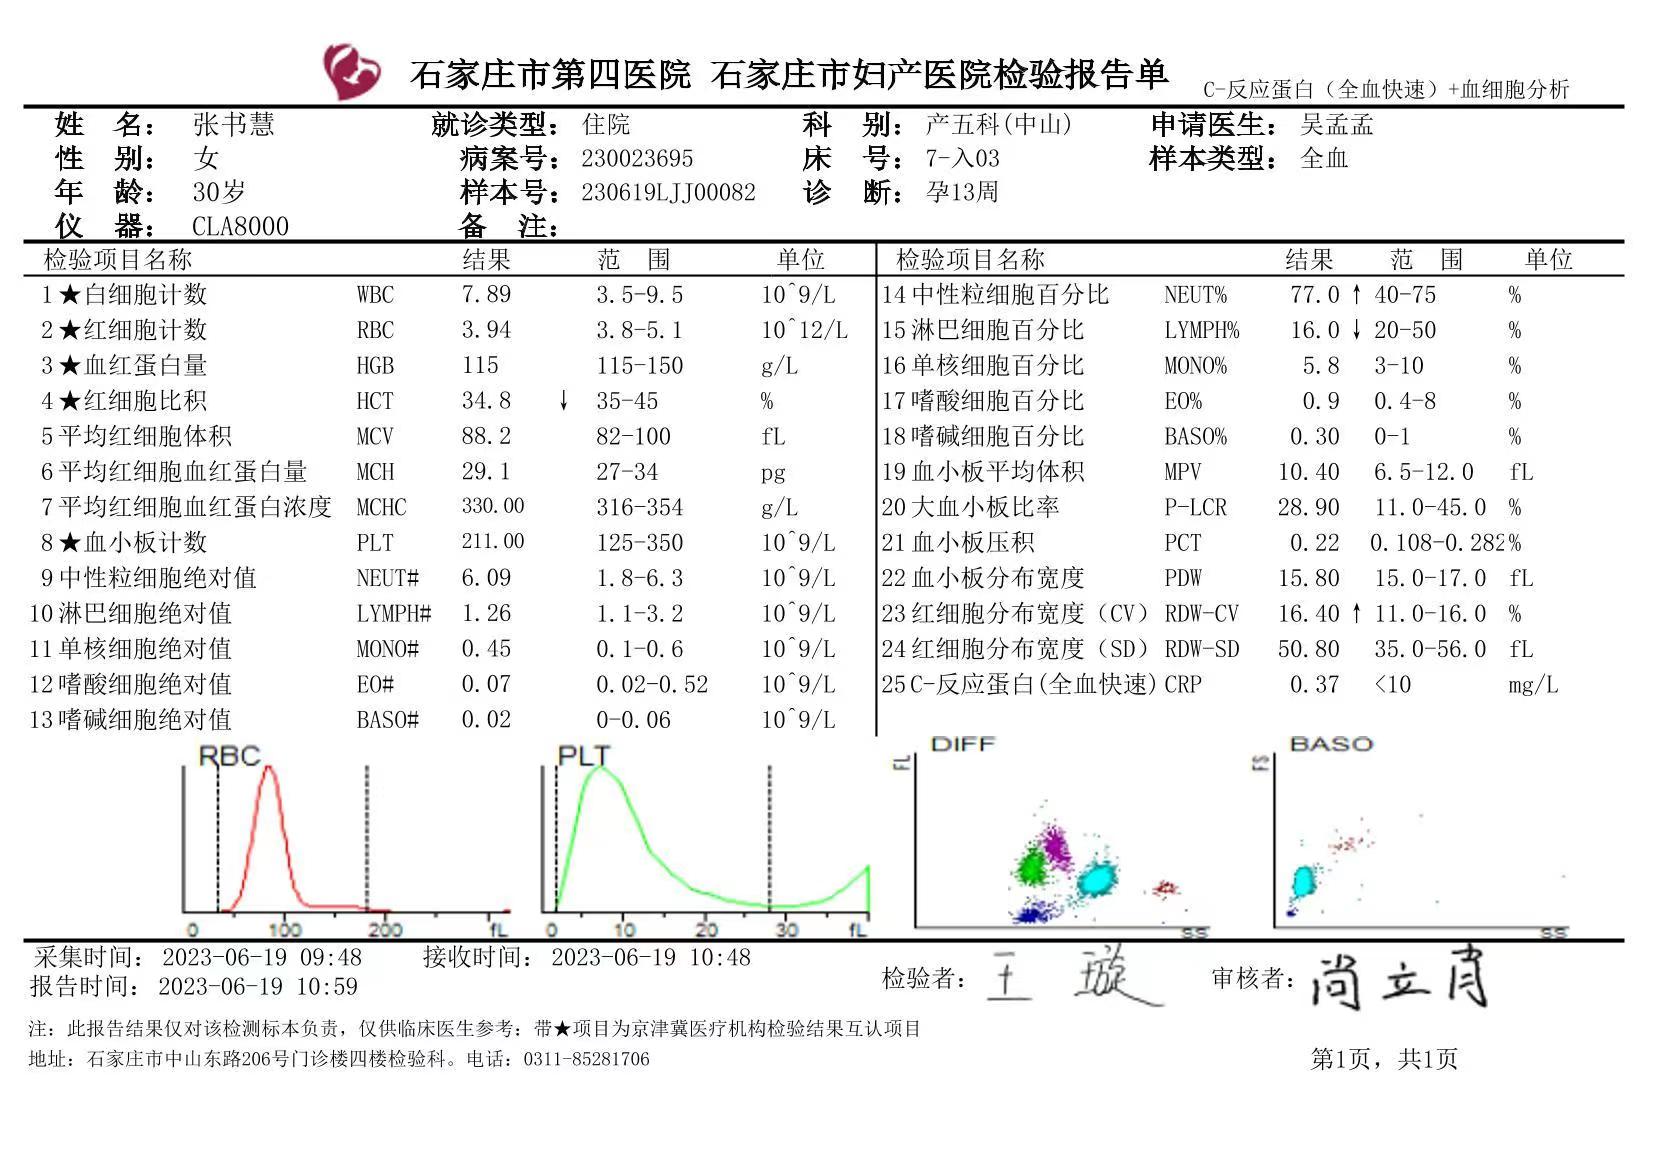 石家庄市第四医院 石家庄市妇产医院检验报告单 C-反应蛋白（全血快速）+血细胞分析
姓 名： 张书慧 就诊类型： 住院 科 别： 产五科(中山) 申请医生： 吴孟孟
性 别： 女 病案号： 230023695 床 号： 7-入03 样本类型： 全血
年 龄： 30岁 样本号： 230619LJJ00082 诊 断： 孕13周
仪 器： CLA8000 备 注：
检验项目名称 结果 范 围 单位 检验项目名称 结果 范 围 单位
1 ★白细胞计数 WBC 7.89 3.5-9.5 10^9/L 14 中性粒细胞百分比 NEUT% 77.0 ↑ 40-75 %
2 ★红细胞计数 RBC 3.94 3.8-5.1 10^12/L 15 淋巴细胞百分比 LYMPH% 16.0 ↓ 20-50 %
3 ★血红蛋白量 HGB 115 115-150 g/L 16 单核细胞百分比 MONO% 5.8 3-10 %
4 ★红细胞比积 HCT 34.8 ↓ 35-45 % 17 嗜酸细胞百分比 EO% 0.9 0.4-8 %
5 平均红细胞体积 MCV 88.2 82-100 fL 18 嗜碱细胞百分比 BASO% 0.30 0-1 %
6 平均红细胞血红蛋白量 MCH 29.1 27-34 pg 19 血小板平均体积 MPV 10.40 6.5-12.0 fL
7 平均红细胞血红蛋白浓度 MCHC 330.00 316-354 g/L 20 大血小板比率 P-LCR 28.90 11.0-45.0 %
8 ★血小板计数 PLT 211.00 125-350 10^9/L 21 血小板压积 PCT 0.22 0.108-0.282 %
9 中性粒细胞绝对值 NEUT# 6.09 1.8-6.3 10^9/L 22 血小板分布宽度 PDW 15.80 15.0-17.0 fL
10 淋巴细胞绝对值 LYMPH# 1.26 1.1-3.2 10^9/L 23 红细胞分布宽度（CV） RDW-CV 16.40 ↑ 11.0-16.0 %
11 单核细胞绝对值 MONO# 0.45 0.1-0.6 10^9/L 24 红细胞分布宽度（SD） RDW-SD 50.80 35.0-56.0 fL
12 嗜酸细胞绝对值 EO# 0.07 0.02-0.52 10^9/L 25 C-反应蛋白(全血快速) CRP 0.37 <10 mg/L
13 嗜碱细胞绝对值 BASO# 0.02 0-0.06 10^9/L
RBC PLT DIFF BASO
FL FS
0 100 200 fL 0 10 20 30 fL SS SS
采集时间： 2023-06-19 09:48 接收时间： 2023-06-19 10:48
报告时间： 2023-06-19 10:59 检验者： 王 璇 审核者： 尚立肖
注：此报告结果仅对该检测标本负责，仅供临床医生参考：带★项目为京津冀医疗机构检验结果互认项目
地址：石家庄市中山东路206号门诊楼四楼检验科。电话：0311-85281706 第1页，共1页